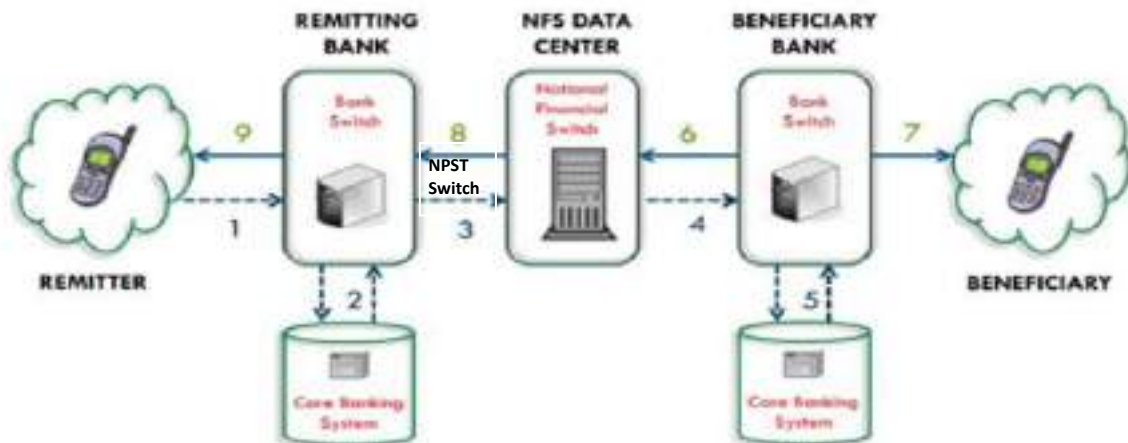 REMITTING
BANK
NFS DATA
CENTER
BENEFICIARY
BANK
Bank
Switch
National
Financial
Switch
Bank
Switch
9
8
6
7
NPST
Switch
1
3
4
REMITTER
BENEFICIARY
2
5
Core Banking
System
Core Banking
System